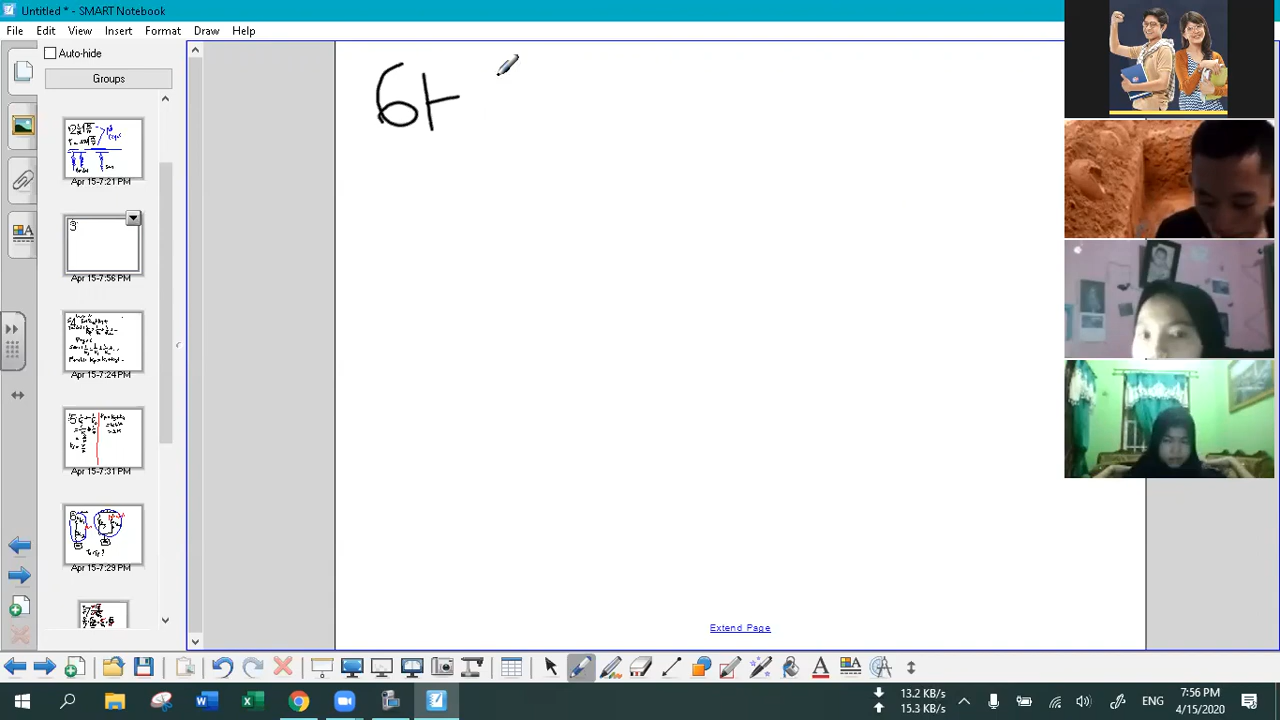 Untitled * - SMART Notebook
File Edit View Insert Format Draw Help
Auto-hide
Groups
Apr 15-7:21 PM
3
Apr 15-7:56 PM
Apr 15-7:24 PM
Apr 15-7:31 PM
Apr 15-7:29 PM
6
Extend Page
13.2 KB/s
15.3 KB/s
ENG
7:56 PM
4/15/2020